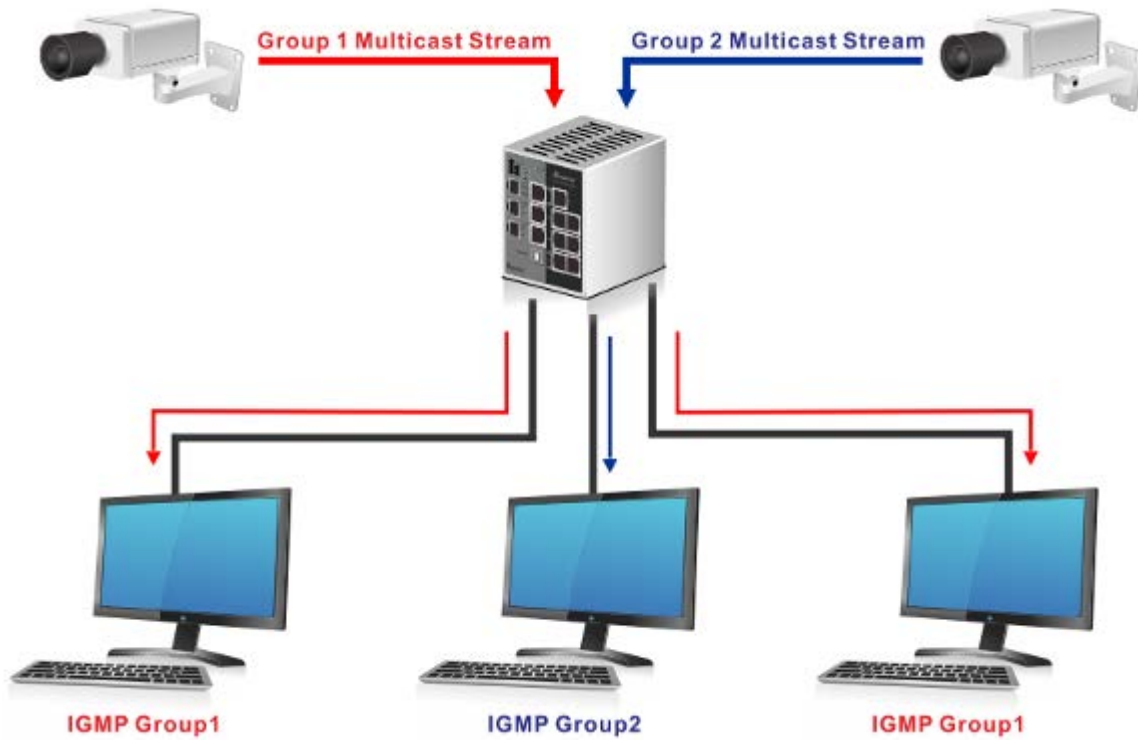 Group 1 Multicast Stream
Group 2 Multicast Stream
IGMP Group1
IGMP Group2
IGMP Group1